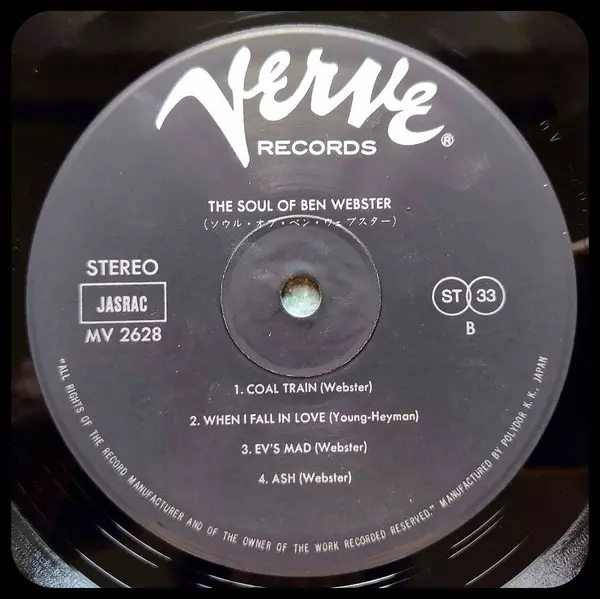 Verve®
RECORDS
THE SOUL OF BEN WEBSTER
(ソウル・オブ・ベン・ウェブスター)
STEREO
JASRAC
MV 2628
ST 33
B
1. COAL TRAIN (Webster)
2. WHEN I FALL IN LOVE (Young-Heyman)
3. EV'S MAD (Webster)
4. ASH (Webster)
"ALL RIGHTS OF THE RECORD MANUFACTURER AND OF THE OWNER OF THE WORK RECORDED RESERVED." MANUFACTURED BY POLYDOR K. K., JAPAN